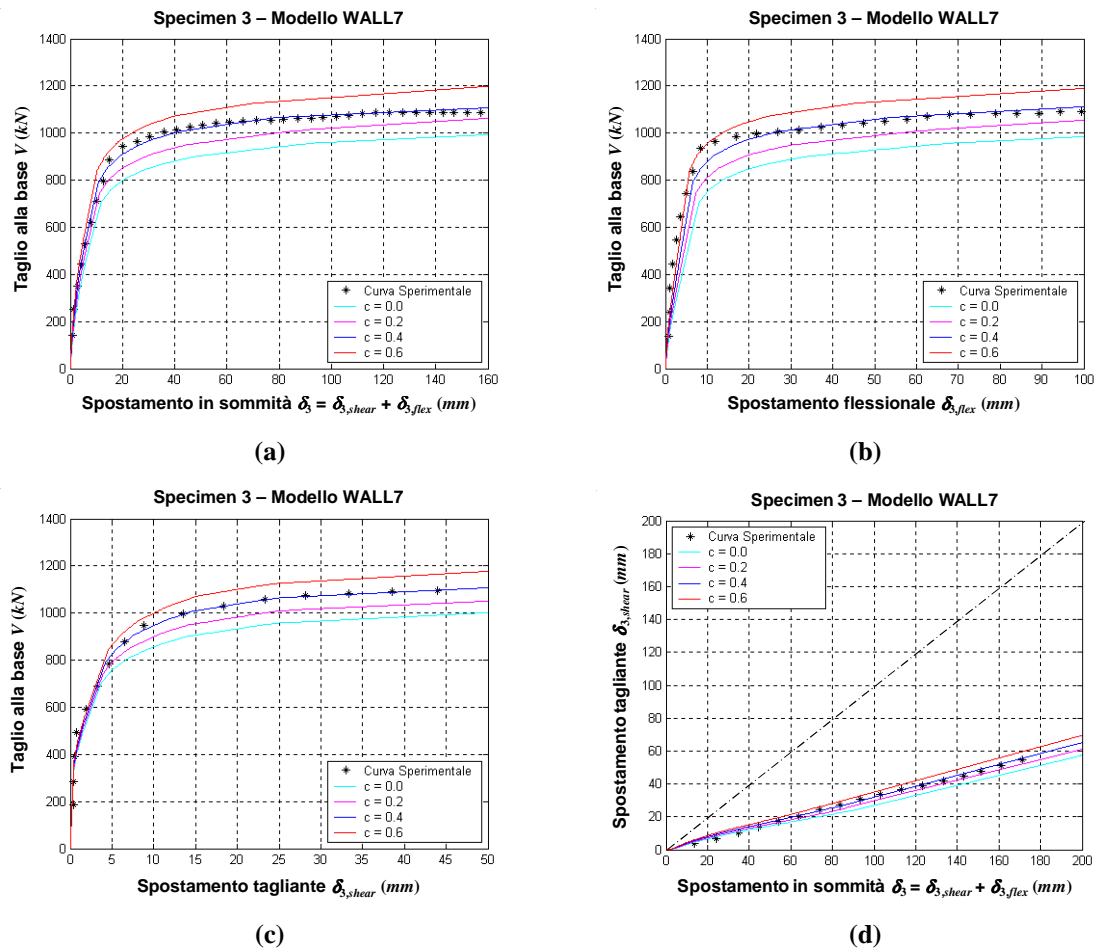 Specimen 3 – Modello WALL7
Taglio alla base V (kN)
1400
1200
1000
800
600
400
200
0
0 20 40 60 80 100 120 140 160
Curva Sperimentale
c = 0.0
c = 0.2
c = 0.4
c = 0.6
Spostamento in sommità δ3 = δ3,shear + δ3,flex (mm)
(a)
Specimen 3 – Modello WALL7
Taglio alla base V (kN)
1400
1200
1000
800
600
400
200
0
0 10 20 30 40 50 60 70 80 90 100
Curva Sperimentale
c = 0.0
c = 0.2
c = 0.4
c = 0.6
Spostamento flessionale δ3,flex (mm)
(b)
Specimen 3 – Modello WALL7
Taglio alla base V (kN)
1400
1200
1000
800
600
400
200
0
0 5 10 15 20 25 30 35 40 45 50
Curva Sperimentale
c = 0.0
c = 0.2
c = 0.4
c = 0.6
Spostamento tagliante δ3,shear (mm)
(c)
Specimen 3 – Modello WALL7
Spostamento tagliante δ3,shear (mm)
200
180
160
140
120
100
80
60
40
20
0
0 20 40 60 80 100 120 140 160 180 200
Curva Sperimentale
c = 0.0
c = 0.2
c = 0.4
c = 0.6
Spostamento in sommità δ3 = δ3,shear + δ3,flex (mm)
(d)